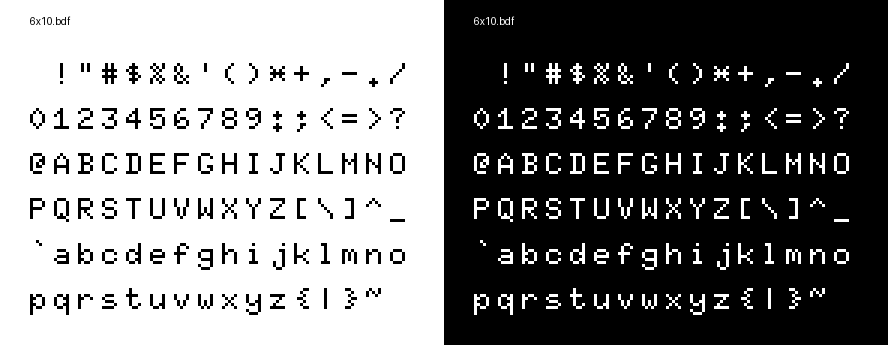 6x10.bdf
!"#$%&'()*+,-./
0123456789:;<=>?
@ABCDEFGHIJKLMNO
PQRSTUVWXYZ[\]^_
`abcdefghijklmno
pqrstuvwxyz{|}~
6x10.bdf
!"#$%&'()*+,-./
0123456789:;<=>?
@ABCDEFGHIJKLMNO
PQRSTUVWXYZ[\]^_
`abcdefghijklmno
pqrstuvwxyz{|}~